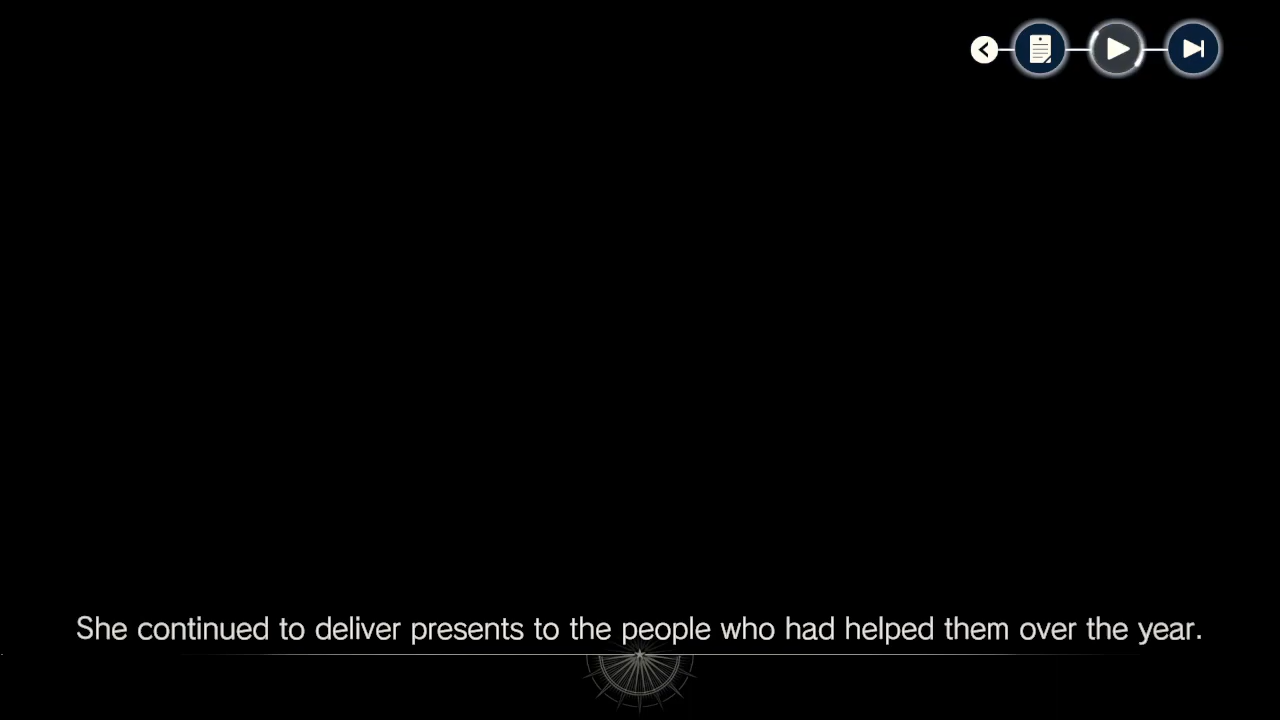 She continued to deliver presents to the people who had helped them over the year.